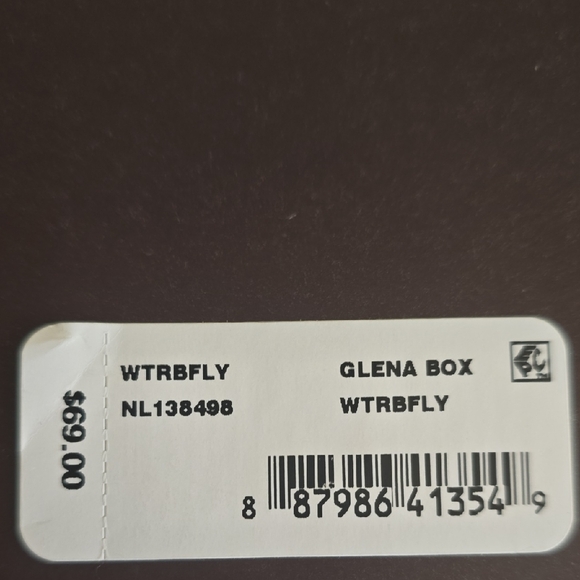 $69.00
WTRBFLY
NL138498
GLENA BOX
WTRBFLY
8 87986 41354 9